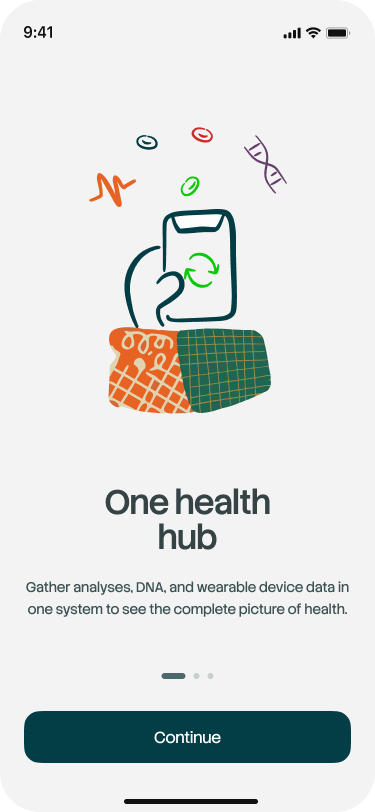 9:41
One health
hub
Gather analyses, DNA, and wearable device data in
one system to see the complete picture of health.
Continue